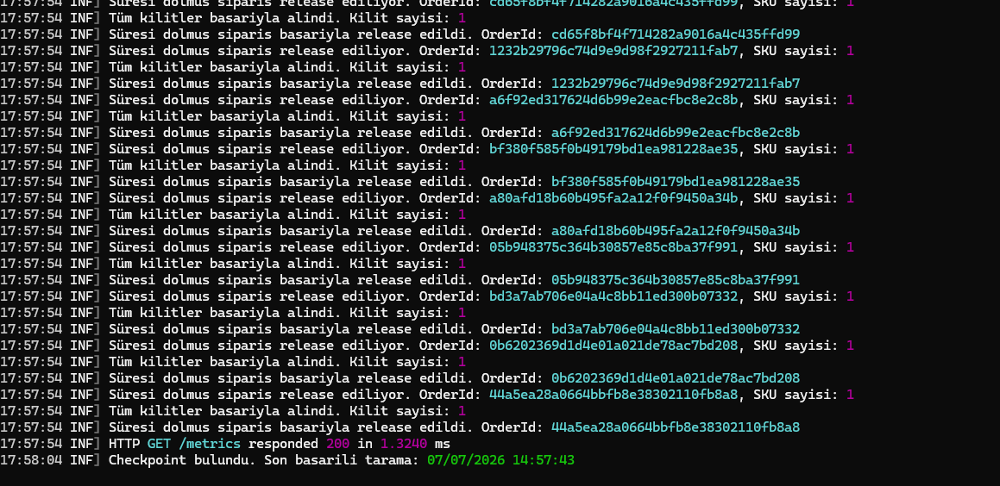 17:57:54 INF] Süresi dolmus siparis release ediliyor. OrderId: cd65f8bf4f714282a9016a4c435ffd99, SKU sayisi: 1
17:57:54 INF] Tüm kilitler basariyla alindi. Kilit sayisi: 1
17:57:54 INF] Süresi dolmus siparis basariyla release edildi. OrderId: cd65f8bf4f714282a9016a4c435ffd99
17:57:54 INF] Süresi dolmus siparis release ediliyor. OrderId: 1232b29796c74d9e9d98f2927211fab7, SKU sayisi: 1
17:57:54 INF] Tüm kilitler basariyla alindi. Kilit sayisi: 1
17:57:54 INF] Süresi dolmus siparis basariyla release edildi. OrderId: 1232b29796c74d9e9d98f2927211fab7
17:57:54 INF] Süresi dolmus siparis release ediliyor. OrderId: a6f92ed317624d6b99e2eacfbc8e2c8b, SKU sayisi: 1
17:57:54 INF] Tüm kilitler basariyla alindi. Kilit sayisi: 1
17:57:54 INF] Süresi dolmus siparis basariyla release edildi. OrderId: a6f92ed317624d6b99e2eacfbc8e2c8b
17:57:54 INF] Süresi dolmus siparis release ediliyor. OrderId: bf380f585f0b49179bd1ea981228ae35, SKU sayisi: 1
17:57:54 INF] Tüm kilitler basariyla alindi. Kilit sayisi: 1
17:57:54 INF] Süresi dolmus siparis basariyla release edildi. OrderId: bf380f585f0b49179bd1ea981228ae35
17:57:54 INF] Süresi dolmus siparis release ediliyor. OrderId: a80afd18b60b495fa2a12f0f9450a34b, SKU sayisi: 1
17:57:54 INF] Tüm kilitler basariyla alindi. Kilit sayisi: 1
17:57:54 INF] Süresi dolmus siparis basariyla release edildi. OrderId: a80afd18b60b495fa2a12f0f9450a34b
17:57:54 INF] Süresi dolmus siparis release ediliyor. OrderId: 05b948375c364b30857e85c8ba37f991, SKU sayisi: 1
17:57:54 INF] Tüm kilitler basariyla alindi. Kilit sayisi: 1
17:57:54 INF] Süresi dolmus siparis basariyla release edildi. OrderId: 05b948375c364b30857e85c8ba37f991
17:57:54 INF] Süresi dolmus siparis release ediliyor. OrderId: bd3a7ab706e04a4c8bb11ed300b07332, SKU sayisi: 1
17:57:54 INF] Tüm kilitler basariyla alindi. Kilit sayisi: 1
17:57:54 INF] Süresi dolmus siparis basariyla release edildi. OrderId: bd3a7ab706e04a4c8bb11ed300b07332
17:57:54 INF] Süresi dolmus siparis release ediliyor. OrderId: 0b6202369d1d4e01a021de78ac7bd208, SKU sayisi: 1
17:57:54 INF] Tüm kilitler basariyla alindi. Kilit sayisi: 1
17:57:54 INF] Süresi dolmus siparis basariyla release edildi. OrderId: 0b6202369d1d4e01a021de78ac7bd208
17:57:54 INF] Süresi dolmus siparis release ediliyor. OrderId: 44a5ea28a0664bbfb8e38302110fb8a8, SKU sayisi: 1
17:57:54 INF] Tüm kilitler basariyla alindi. Kilit sayisi: 1
17:57:54 INF] Süresi dolmus siparis basariyla release edildi. OrderId: 44a5ea28a0664bbfb8e38302110fb8a8
17:57:54 INF] HTTP GET /metrics responded 200 in 1.3240 ms
17:58:04 INF] Checkpoint bulundu. Son basarili tarama: 07/07/2026 14:57:43